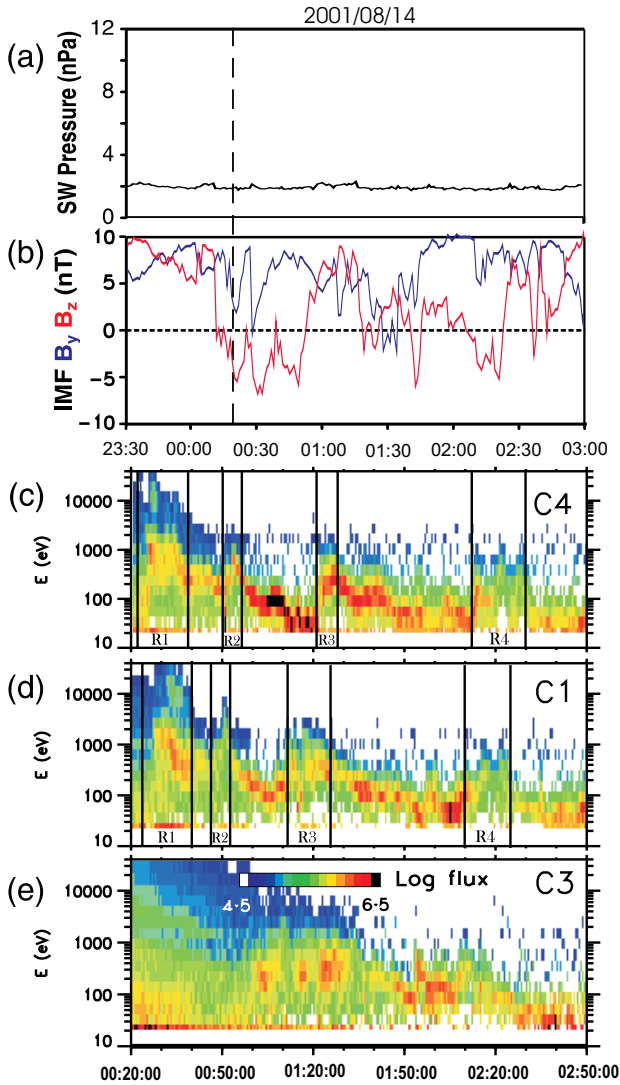 2001/08/14
(a)
SW Pressure (nPa)
12
8
4
0
(b)
IMF By Bz (nT)
10
5
0
−5
−10
23:30 00:00 00:30 01:00 01:30 02:00 02:30 03:00
(c)
E (eV)
10000
1000
100
10
C4
R1 R2 R3 R4
(d)
E (eV)
10000
1000
100
10
C1
R1 R2 R3 R4
(e)
E (eV)
10000
1000
100
10
Log flux
4·5 6·5
C3
00:20:00 00:50:00 01:20:00 01:50:00 02:20:00 02:50:00